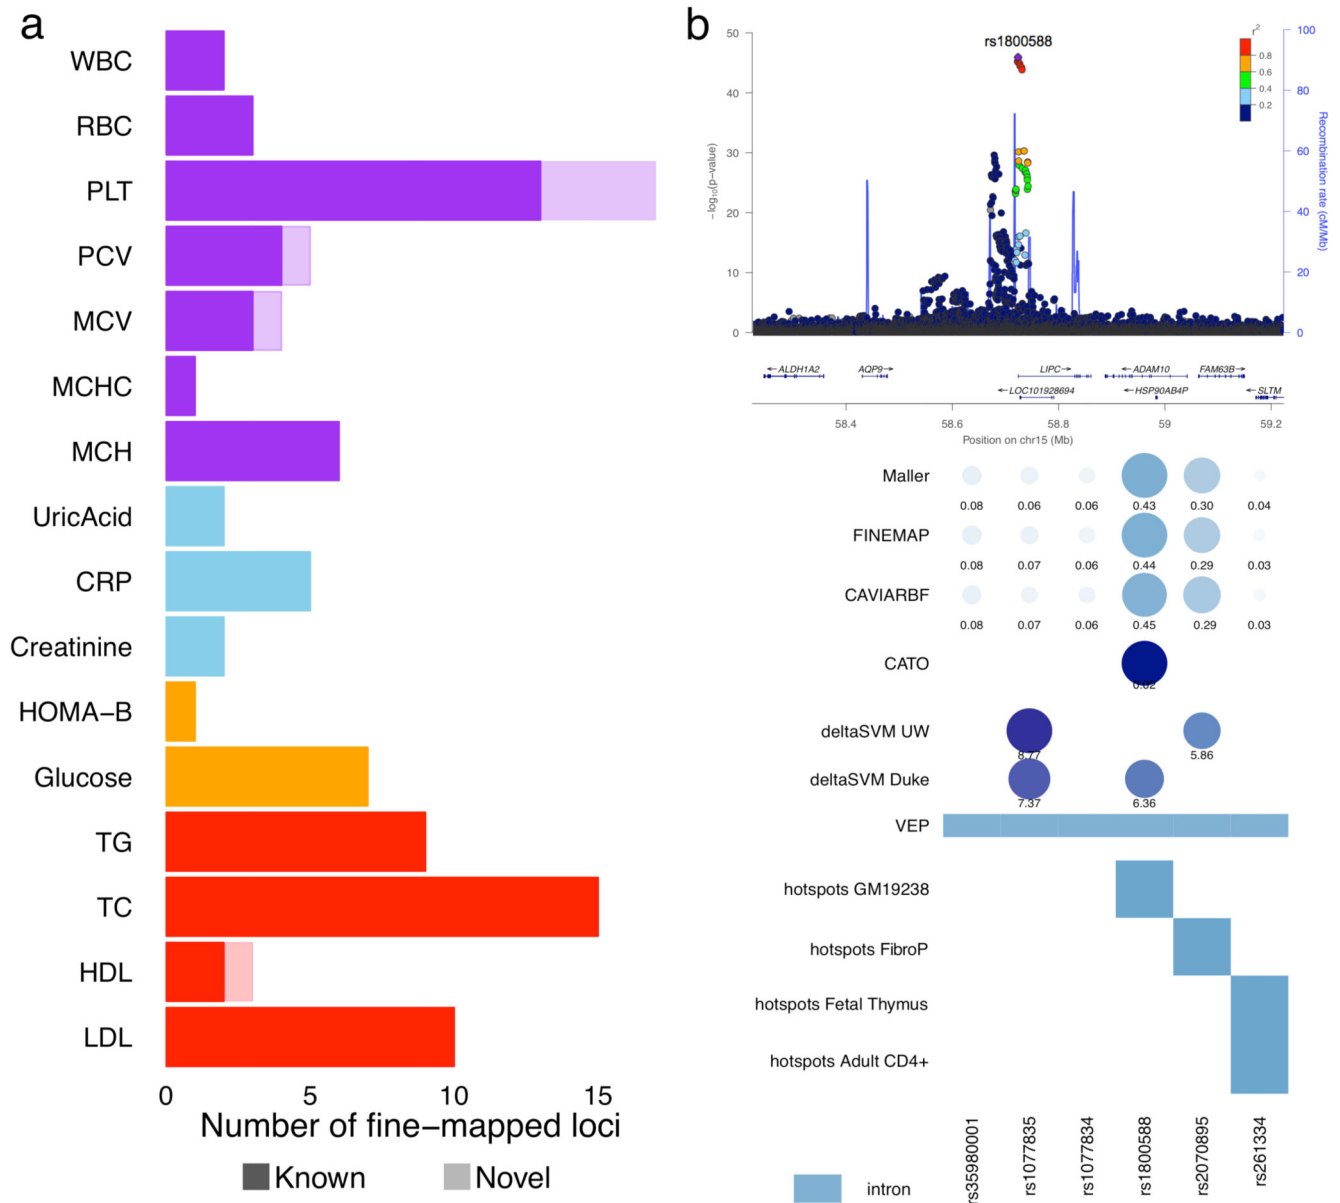 a
WBC
RBC
PLT
PCV
MCV
MCHC
MCH
UricAcid
CRP
Creatinine
HOMA−B
Glucose
TG
TC
HDL
LDL
0 5 10 15
Number of fine−mapped loci
Known Novel
b
rs1800588
r²
0.8
0.6
0.4
0.2
50
40
30
20
10
0
−log₁₀(p−value)
100
80
60
40
20
0
Recombination rate (cM/Mb)
←ALDH1A2 AQP9→ LIPC→ ←ADAM10 FAM63B→
←LOC101928694 ←HSP90AB4P ←SLTM
58.4 58.6 58.8 59 59.2
Position on chr15 (Mb)
Maller
0.08 0.06 0.06 0.43 0.30 0.04
FINEMAP
0.08 0.07 0.06 0.44 0.29 0.03
CAVIARBF
0.08 0.07 0.06 0.45 0.29 0.03
CATO
0.02
deltaSVM UW
8.77 5.86
deltaSVM Duke
7.37 6.36
VEP
hotspots GM19238
hotspots FibroP
hotspots Fetal Thymus
hotspots Adult CD4+
rs35980001
rs1077835
rs1077834
rs1800588
rs2070895
rs261334
intron